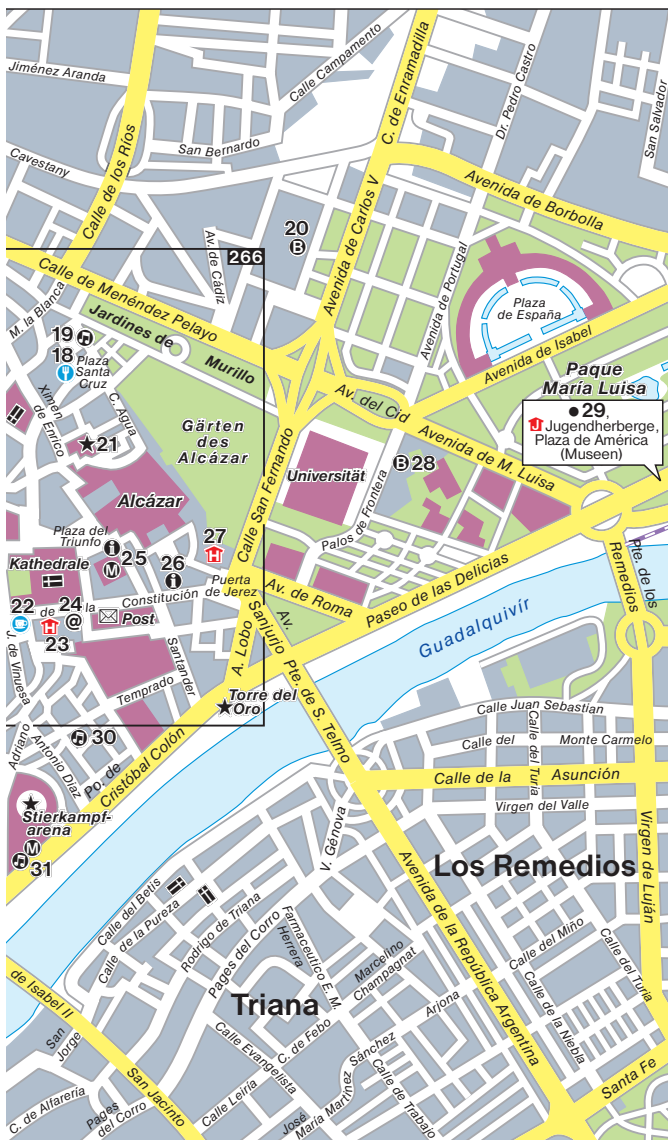 Jiménez Aranda
Calle Campamento
C. de Enramadilla
Dr. Pedro Castro
San Salvador
San Bernardo
Calle de los Ríos
Cavestany
Avenida de Carlos V
Avenida de Borbolla
Av. de Cádiz
20
B
266
Avenida de Portugal
Calle de Menéndez Pelayo
M. la Blanca
Jardines de
Murillo
Plaza
de España
19
18
Plaza
Santa
Cruz
Avenida de Isabel
Paque
María Luisa
Ximen.
de Enrico
C. Agua
21
Gärten
des
Alcázar
Av. del Cid
29,
J Jugendherberge,
Plaza de América
(Museen)
Avenida de M. Luisa
Calle San Fernando
Universität
B 28
Alcázar
Palos de Frontera
Plaza del
Triunfo
i
M 25
26
i
27
H
Kathedrale
Puerta
de Jerez
Av. de Roma
Paseo de las Delicias
Pte. de los
Remedios
22
de la Constitución
24
@
Post
H
23
J. de Vinuesa
Av.
Sanjurjo
Guadalquivír
A. Lobo
Santander
Temprado
Torre del
Oro
Pte. de S. Telmo
Calle Juan Sebastian
30
Calle del Monte Carmelo
Calle del Turia
Adriano
Antonio Díaz
Po. de
Cristóbal Colón
Calle de la Asunción
Virgen del Valle
Stierkampf-
arena
M
31
V. Génova
Los Remedios
Virgen de Luján
Calle del Betis
Calle de la Pureza
Rodrigo de Triana
Pages del Corro
Farmaceutico E. M.
Herrera
Avenida de la República Argentina
Marcelino
Champagnat
Calle del Miño
Calle del Turia
Calle de la Niebla
de Isabel II
Triana
Arjona
San
Jorge
C. de Febo
Calle Evangelista
Sánchez
Calle de Trabajo
Santa Fe
San Jacinto
Calle Leiría
José
María Martínez
C. de Alfarería
Pages
del Corro